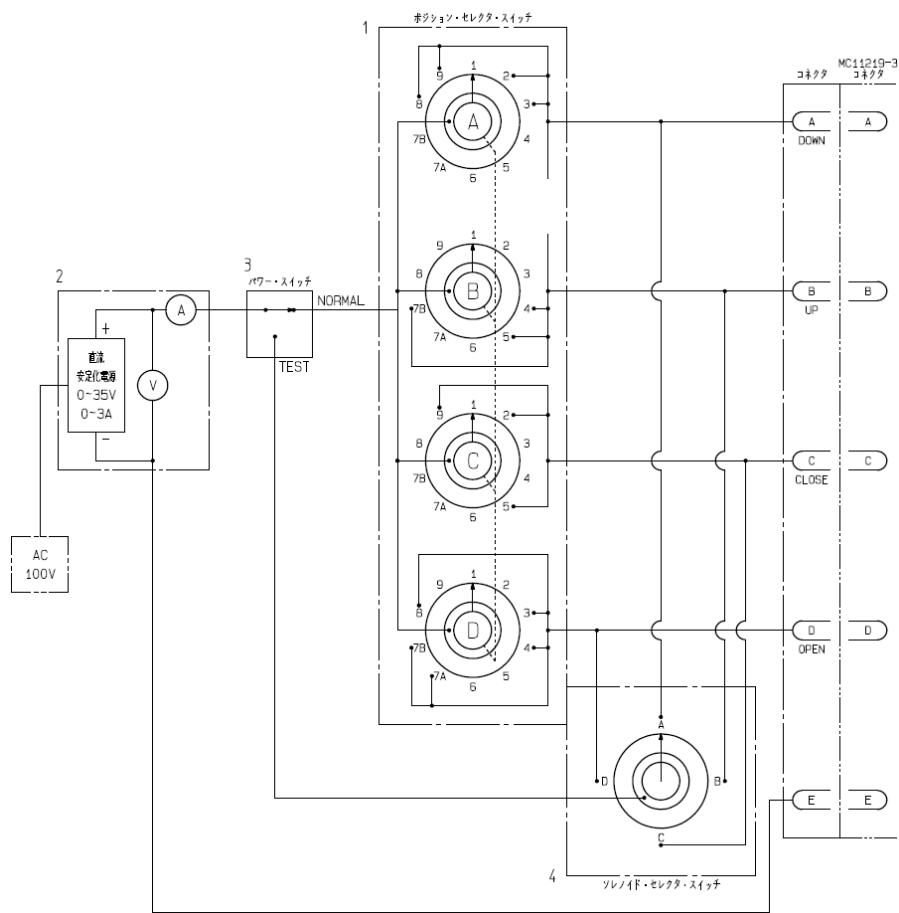 1
ポジション・セレクタ・スイッチ
A
1
2
3
4
5
6
7A
7B
8
9
B
1
2
3
4
5
6
7A
7B
8
9
C
1
2
3
4
5
6
7A
7B
8
9
D
1
2
3
4
5
6
7A
7B
8
9
2
A
V
+
直流
安定化電源
0~35V
0~3A
-
AC
100V
3
パワー・スイッチ
NORMAL
TEST
4
ソレノイド・セレクタ・スイッチ
A
B
C
D
MC11219-3
コネクタ コネクタ
A A
DOWN
B B
UP
C C
CLOSE
D D
OPEN
E E